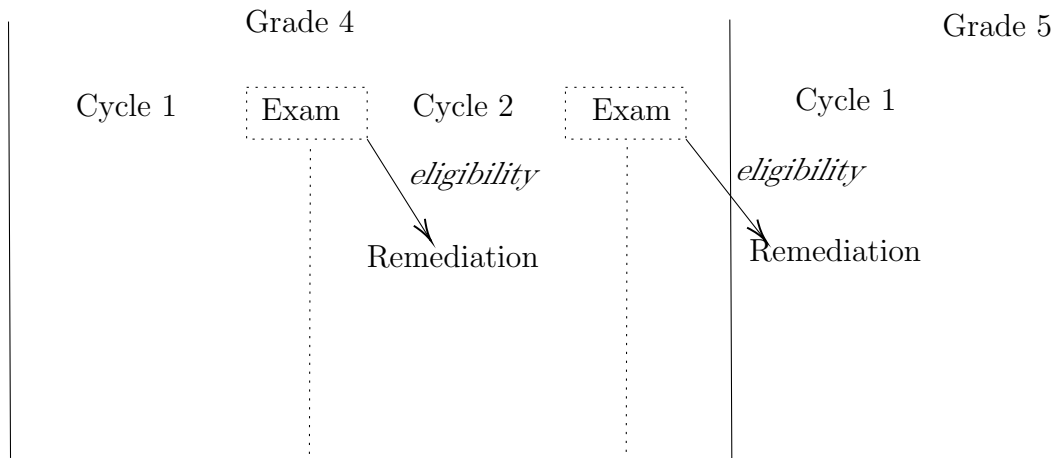 Grade 4
Grade 5
Cycle 1
Exam
Cycle 2
Exam
Cycle 1
eligibility
eligibility
Remediation
Remediation